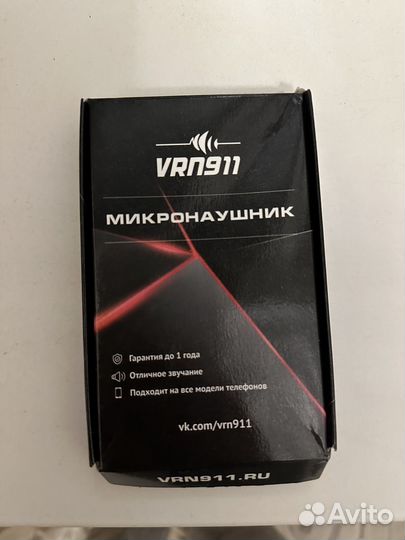 VRN911
МИКРОНАУШНИК
Гарантия до 1 года
Отличное звучание
Подходит на все модели телефонов
vk.com/vrn911
VRN911.RU
Avito